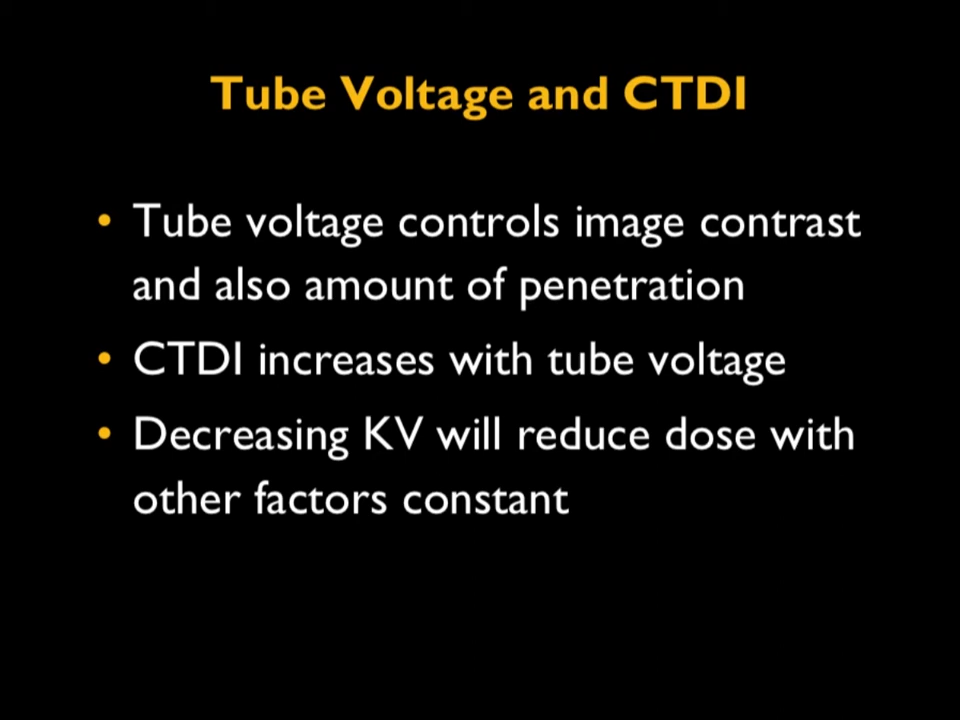 Tube Voltage and CTDI
• Tube voltage controls image contrast
and also amount of penetration
• CTDI increases with tube voltage
• Decreasing KV will reduce dose with
other factors constant